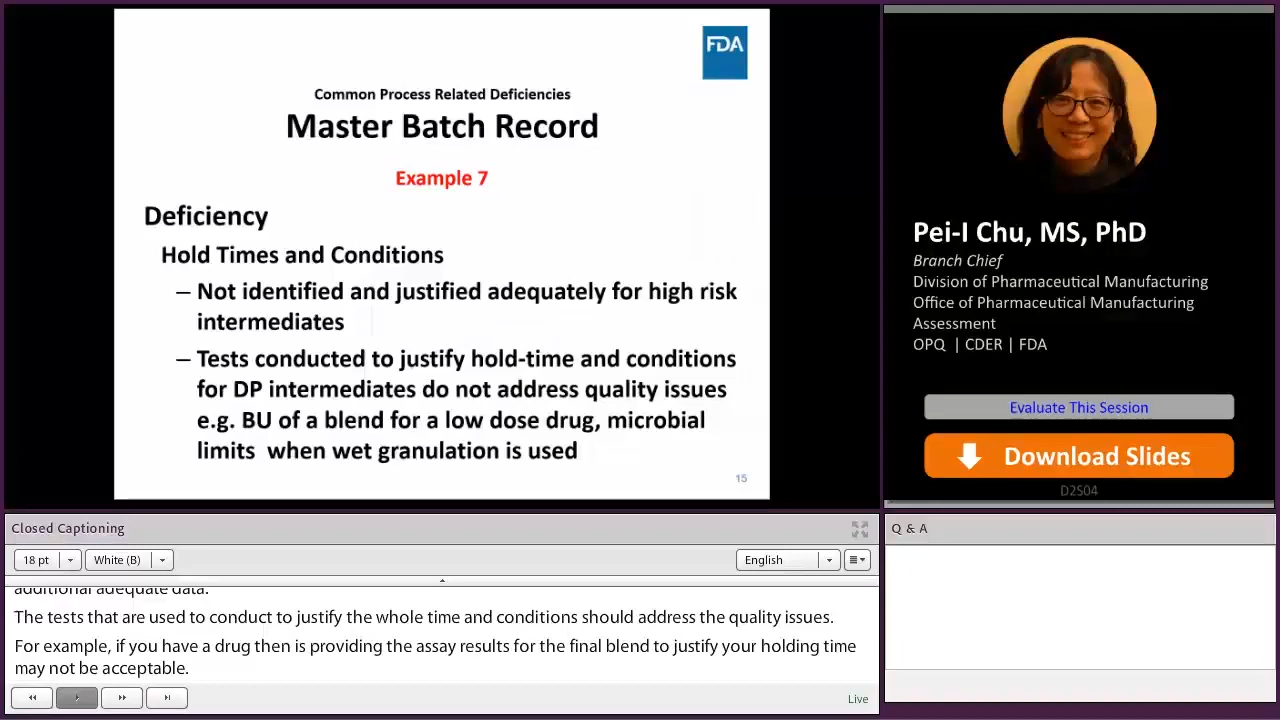 FDA
Common Process Related Deficiencies
Master Batch Record
Example 7
Deficiency
Hold Times and Conditions
– Not identified and justified adequately for high risk
intermediates
– Tests conducted to justify hold-time and conditions
for DP intermediates do not address quality issues
e.g. BU of a blend for a low dose drug, microbial
limits when wet granulation is used
15
Pei-I Chu, MS, PhD
Branch Chief
Division of Pharmaceutical Manufacturing
Office of Pharmaceutical Manufacturing
Assessment
OPQ | CDER | FDA
Evaluate This Session
Download Slides
D2S04
Closed Captioning
18 pt
White (B)
English
additional adequate data.
The tests that are used to conduct to justify the whole time and conditions should address the quality issues.
For example, if you have a drug then is providing the assay results for the final blend to justify your holding time
may not be acceptable.
Live
Q & A